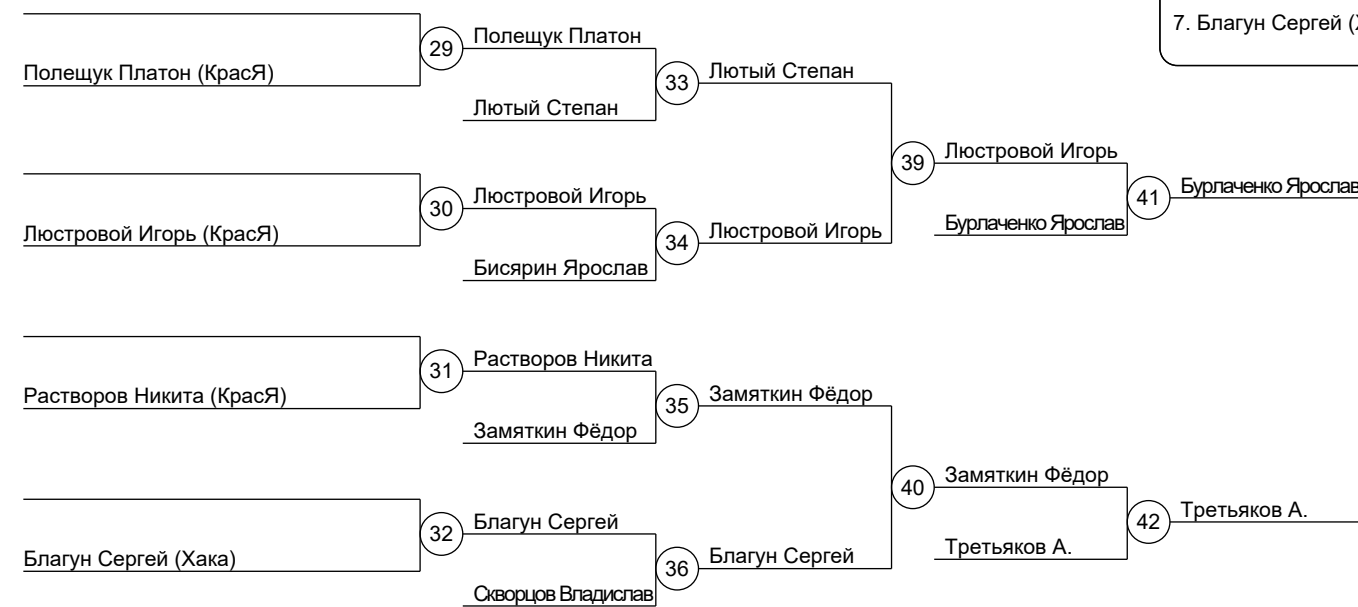 7. Благун Сергей (
Полещук Платон (КрасЯ)
29
Полещук Платон
Лютый Степан
33
Лютый Степан
Люстровой Игорь (КрасЯ)
30
Люстровой Игорь
Бисярин Ярослав
34
Люстровой Игорь
39
Люстровой Игорь
Бурлаченко Ярослав
41
Бурлаченко Ярослав
Растворов Никита (КрасЯ)
31
Растворов Никита
Замяткин Фёдор
35
Замяткин Фёдор
Благун Сергей (Хака)
32
Благун Сергей
Скворцов Владислав
36
Благун Сергей
40
Замяткин Фёдор
Третьяков А.
42
Третьяков А.